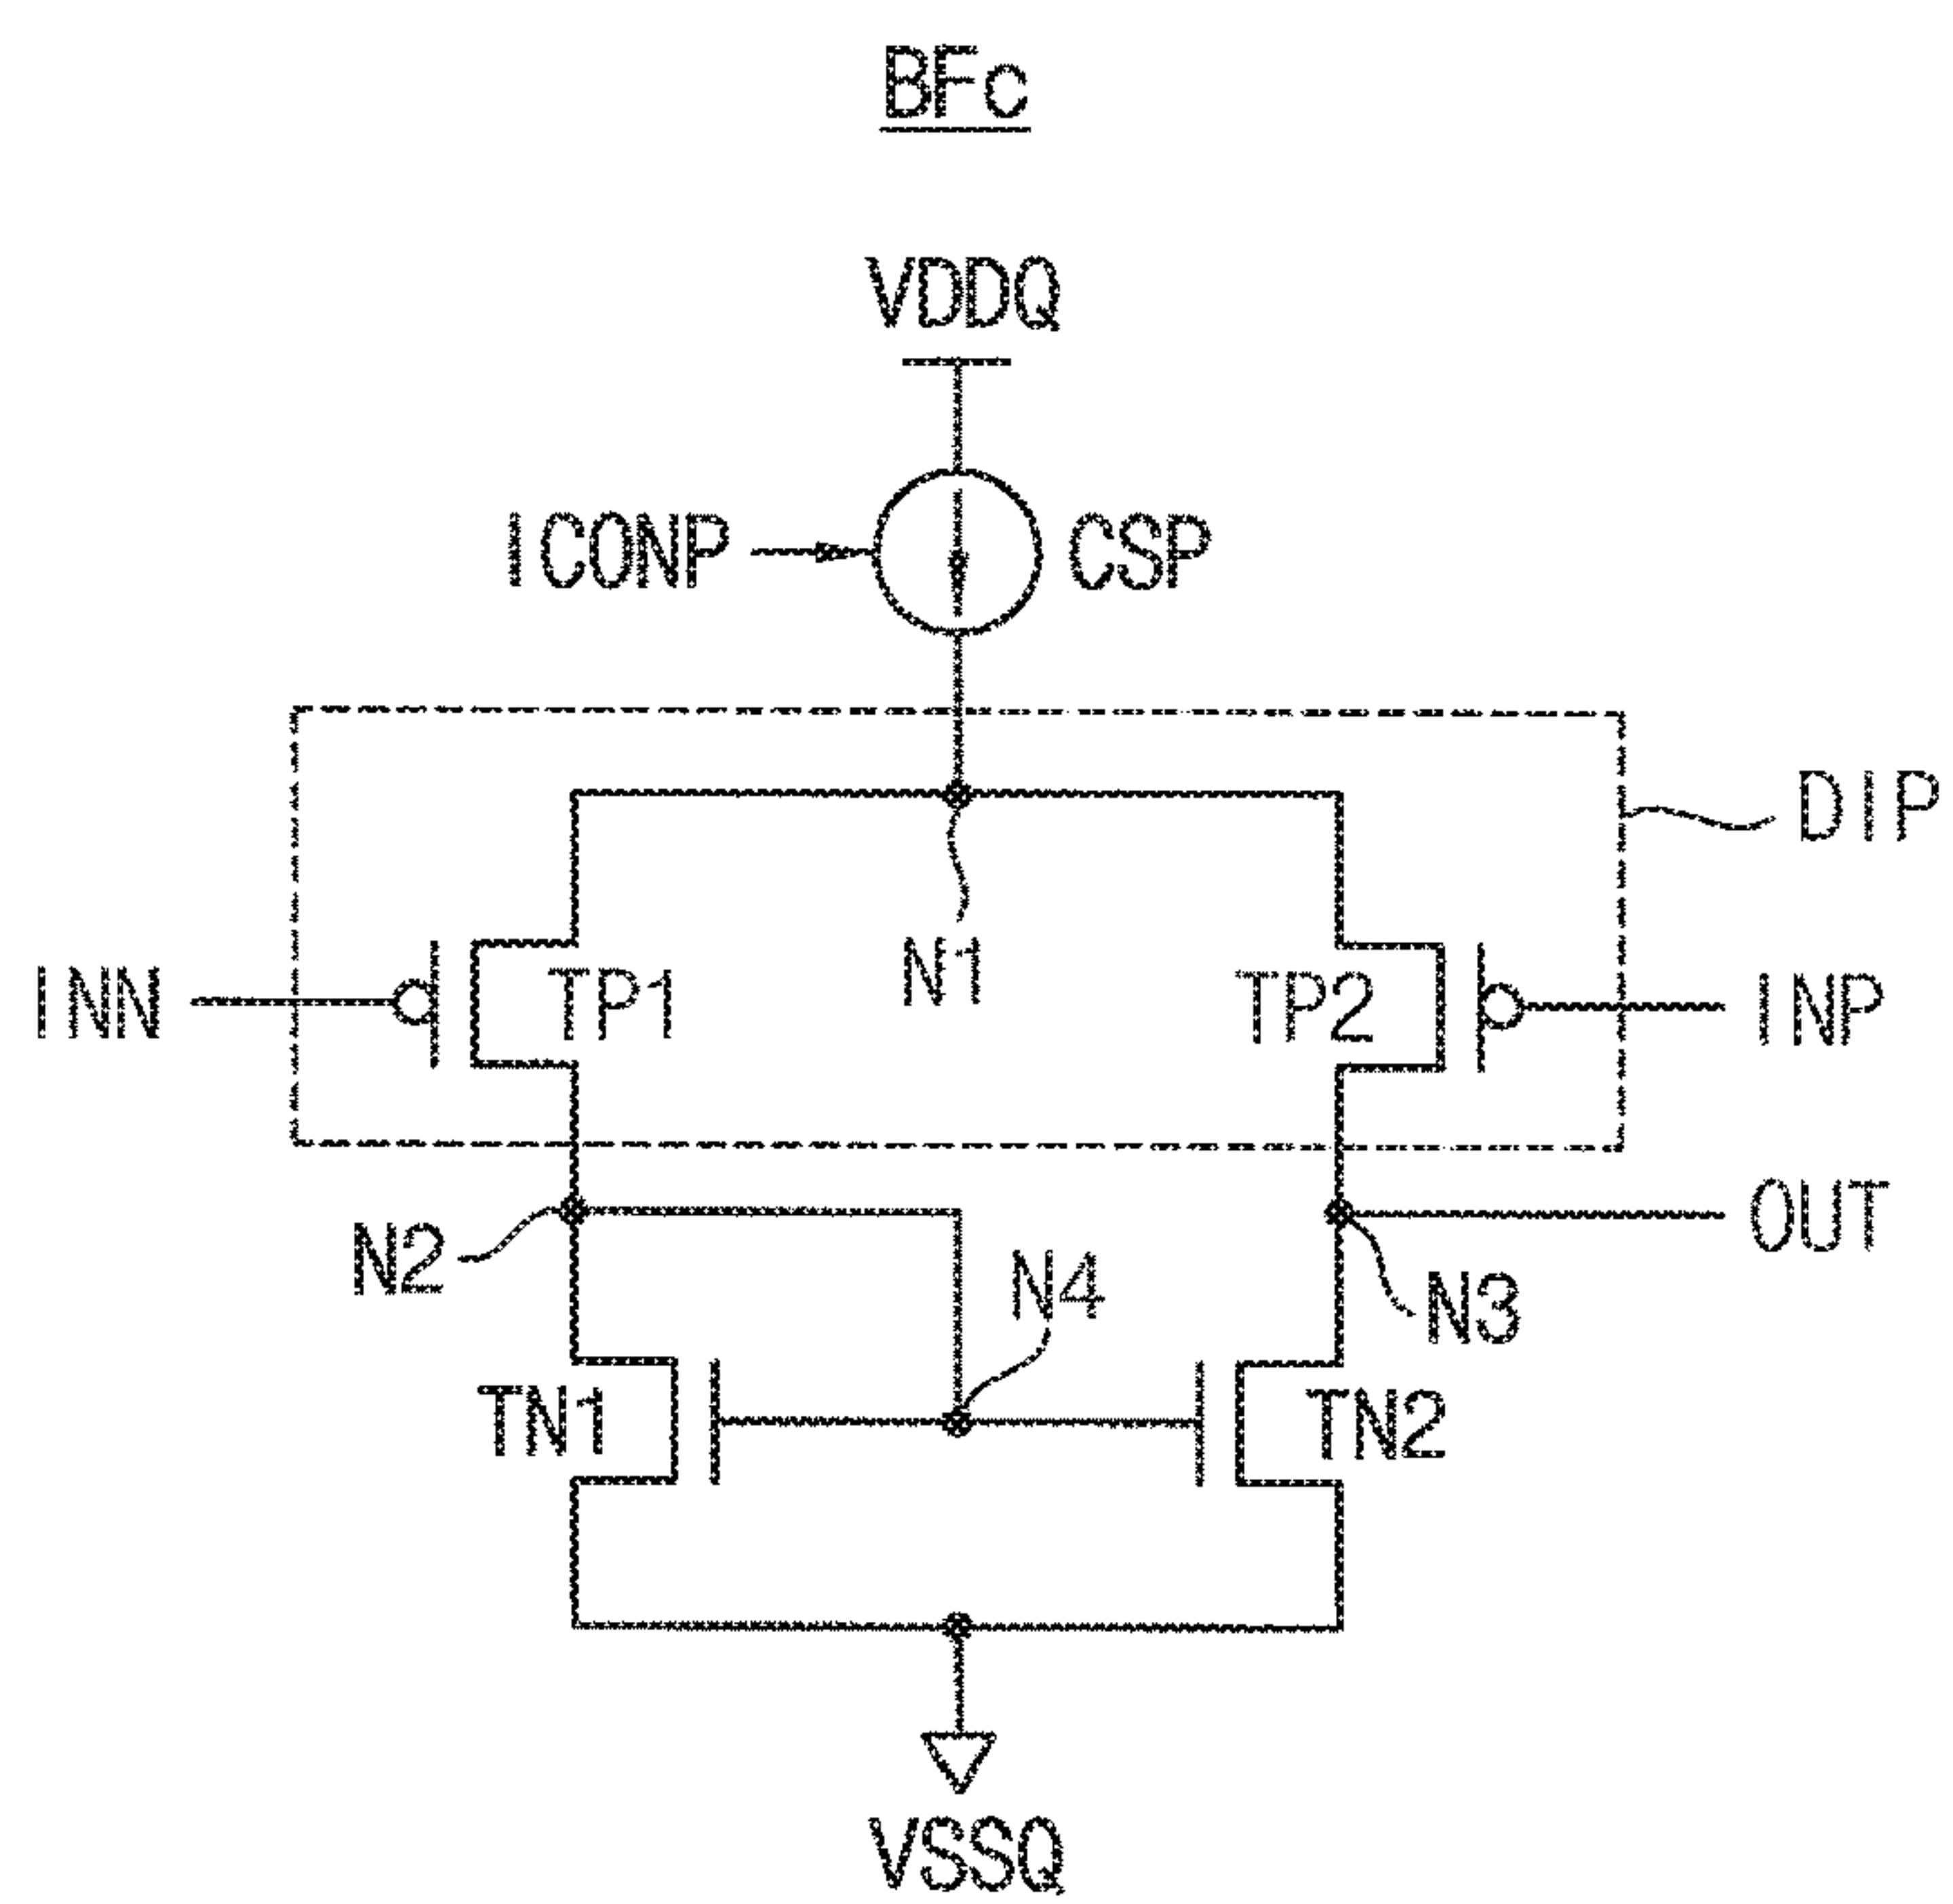 BFc
VDDQ
ICONP
CSP
DIP
N1
INN
TP1
TP2
INP
OUT
N2
N4
N3
TN1
TN2
VSSQ